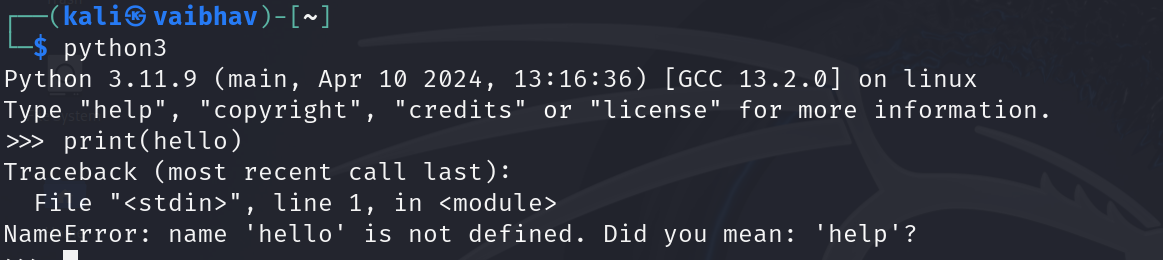 ┌──(kali㉿vaibhav)-[~]
└─$ python3
Python 3.11.9 (main, Apr 10 2024, 13:16:36) [GCC 13.2.0] on linux
Type "help", "copyright", "credits" or "license" for more information.
>>> print(hello)
Traceback (most recent call last):
  File "<stdin>", line 1, in <module>
NameError: name 'hello' is not defined. Did you mean: 'help'?
>>>